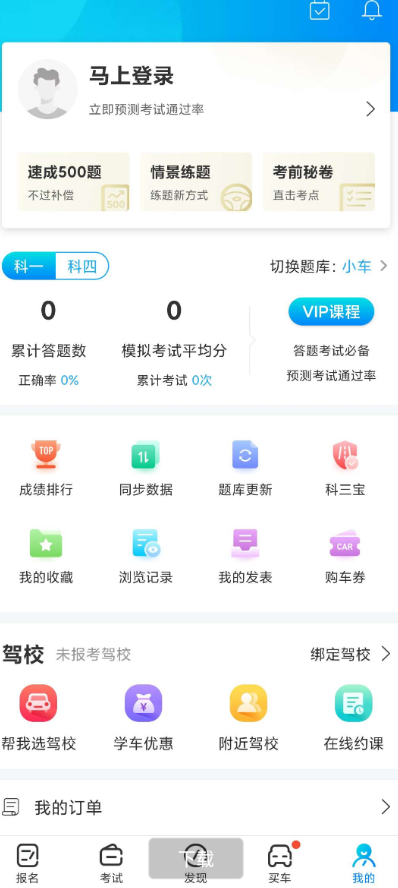 马上登录
立即预测考试通过率
速成500题
不过补偿
500
情景练题
练题新方式
考前秘卷
直击考点
科一
科四
切换题库：小车
0
累计答题数
正确率 0%
0
模拟考试平均分
累计考试 0次
VIP课程
答题考试必备
预测考试通过率
TOP
成绩排行
同步数据
题库更新
科三宝
我的收藏
浏览记录
我的发表
CAR
购车券
驾校 未报考驾校
绑定驾校
帮我选驾校
学车优惠
附近驾校
在线约课
我的订单
报名
考试
下载
发现
买车
我的